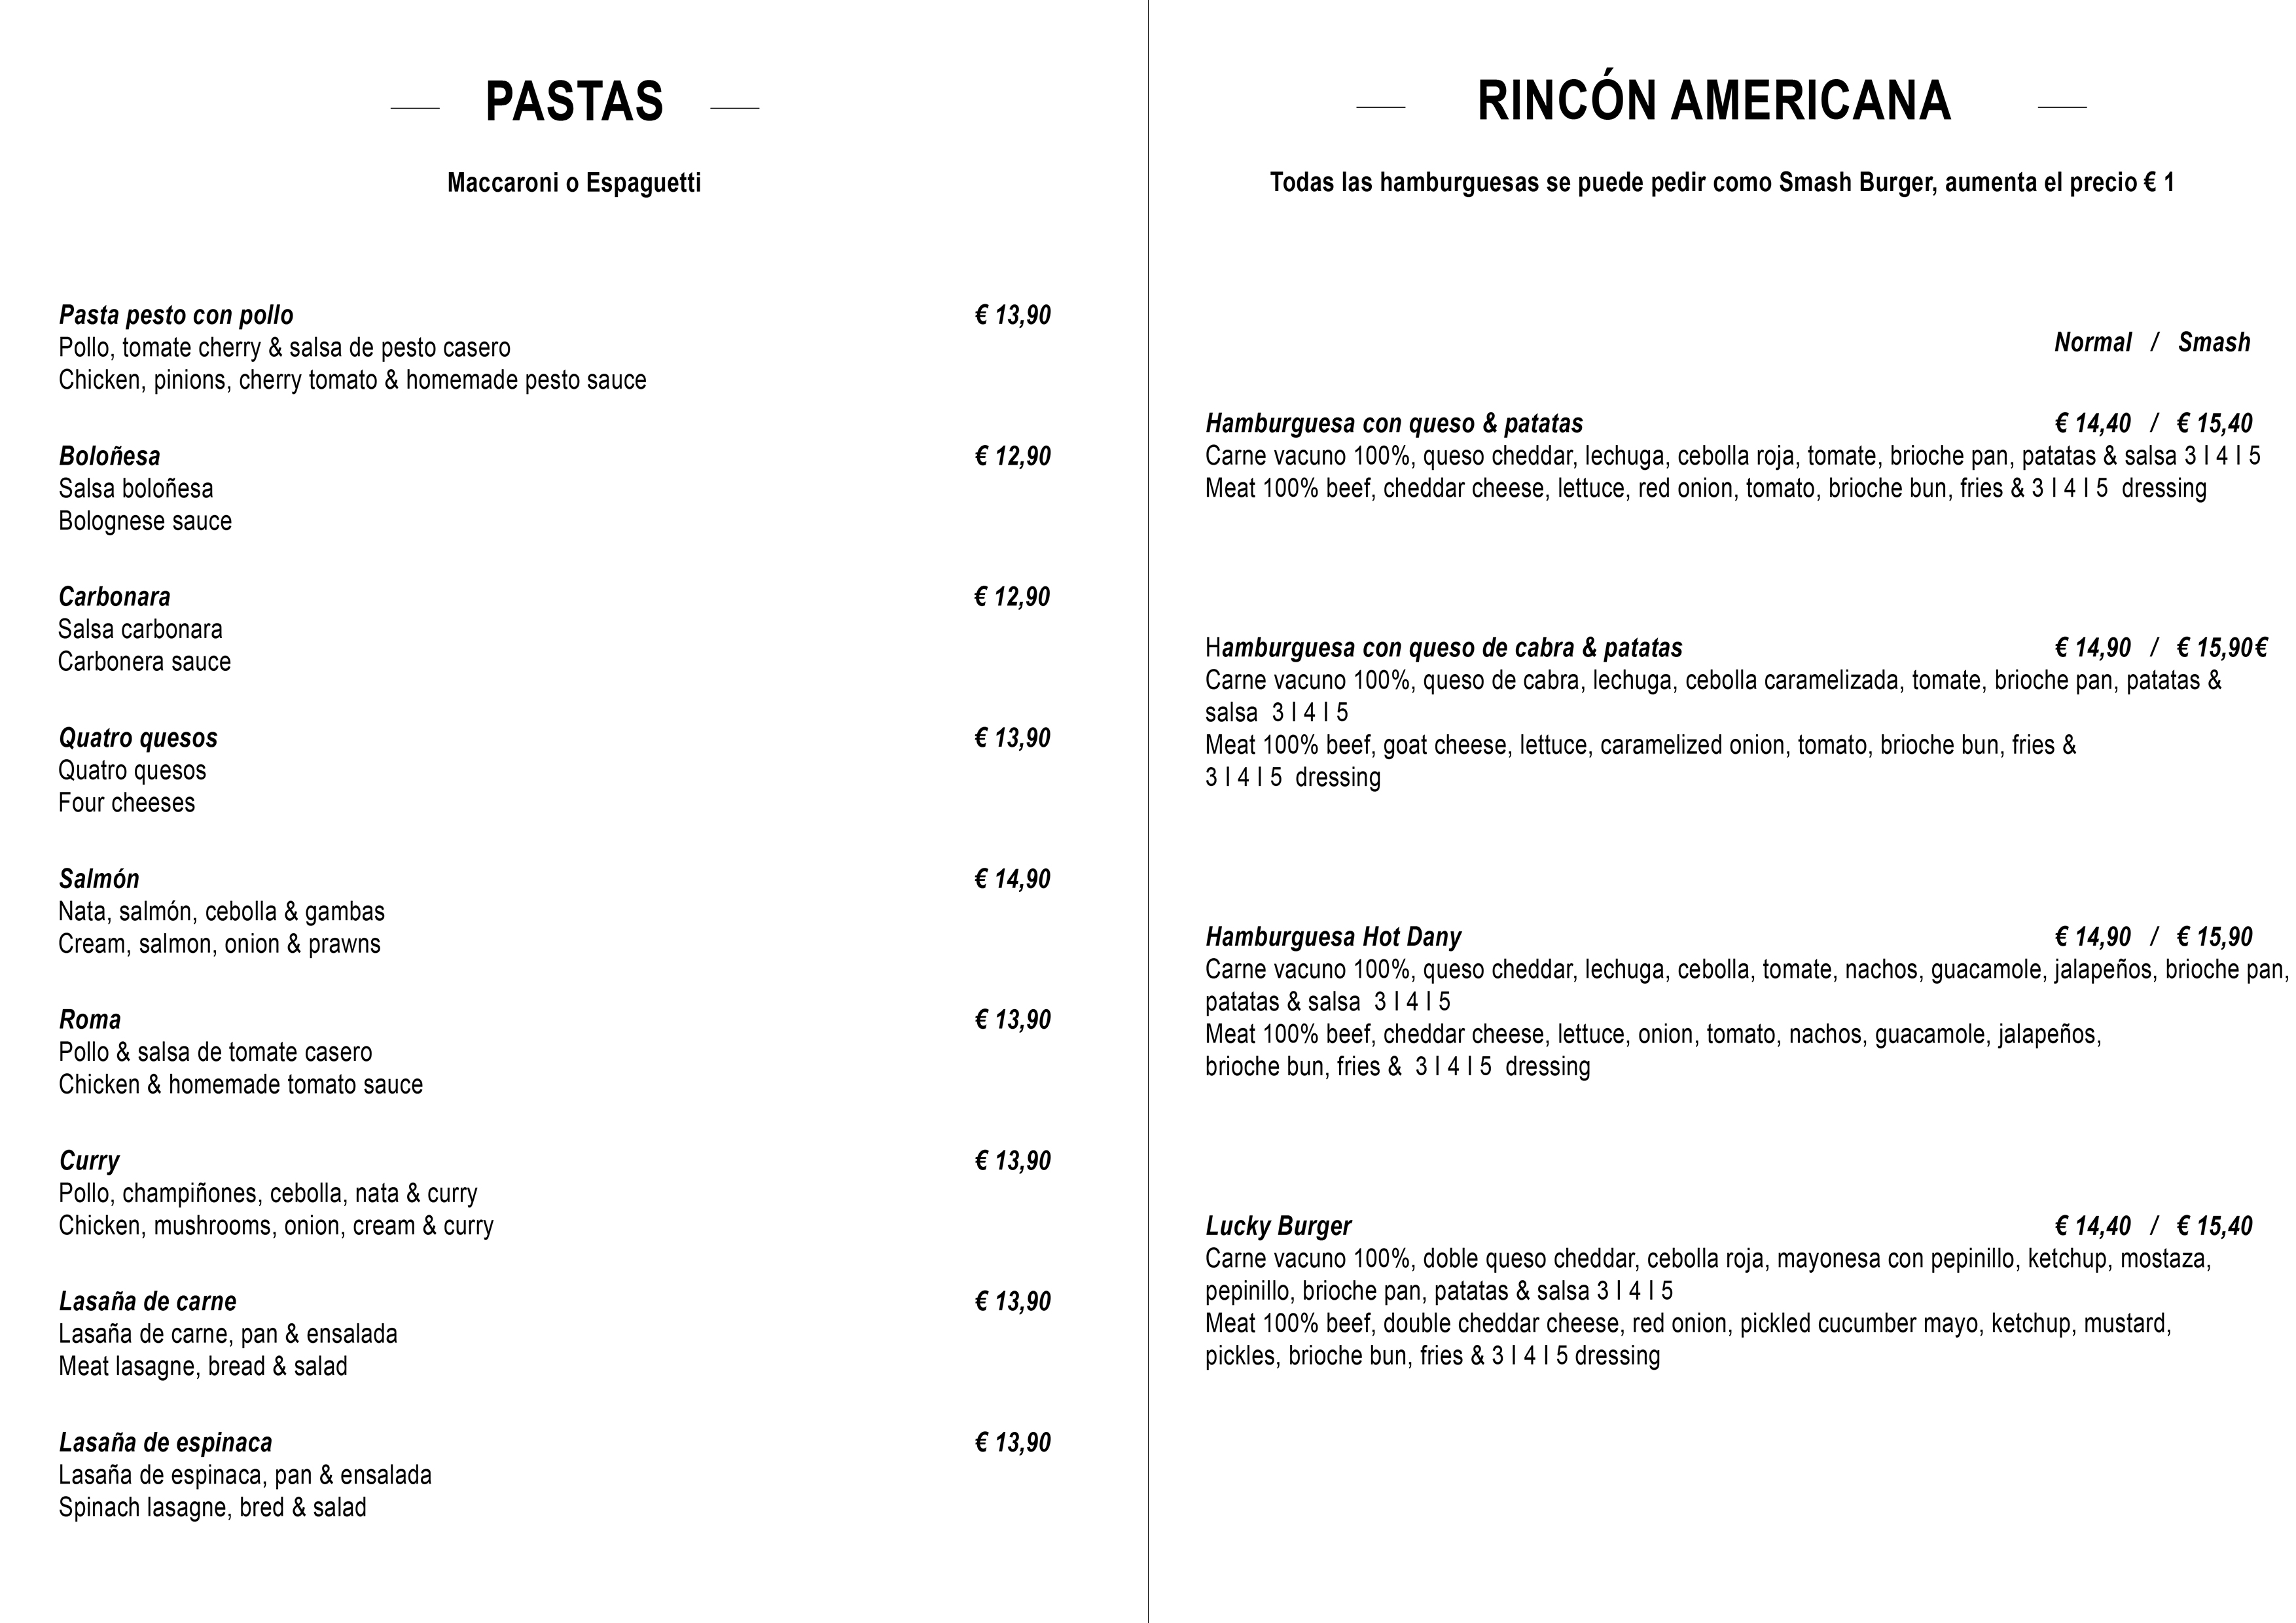 PASTAS
Maccaroni o Espaguetti
Pasta pesto con pollo € 13,90
Pollo, tomate cherry & salsa de pesto casero
Chicken, pinions, cherry tomato & homemade pesto sauce
Boloñesa € 12,90
Salsa boloñesa
Bolognese sauce
Carbonara € 12,90
Salsa carbonara
Carbonera sauce
Quatro quesos € 13,90
Quatro quesos
Four cheeses
Salmón € 14,90
Nata, salmón, cebolla & gambas
Cream, salmon, onion & prawns
Roma € 13,90
Pollo & salsa de tomate casero
Chicken & homemade tomato sauce
Curry € 13,90
Pollo, champiñones, cebolla, nata & curry
Chicken, mushrooms, onion, cream & curry
Lasaña de carne € 13,90
Lasaña de carne, pan & ensalada
Meat lasagne, bread & salad
Lasaña de espinaca € 13,90
Lasaña de espinaca, pan & ensalada
Spinach lasagne, bred & salad
RINCÓN AMERICANA
Todas las hamburguesas se puede pedir como Smash Burger, aumenta el precio € 1
Normal / Smash
Hamburguesa con queso & patatas € 14,40 / € 15,40
Carne vacuno 100%, queso cheddar, lechuga, cebolla roja, tomate, brioche pan, patatas & salsa 3 I 4 I 5
Meat 100% beef, cheddar cheese, lettuce, red onion, tomato, brioche bun, fries & 3 I 4 I 5 dressing
Hamburguesa con queso de cabra & patatas € 14,90 / € 15,90€
Carne vacuno 100%, queso de cabra, lechuga, cebolla caramelizada, tomate, brioche pan, patatas &
salsa 3 I 4 I 5
Meat 100% beef, goat cheese, lettuce, caramelized onion, tomato, brioche bun, fries &
3 I 4 I 5 dressing
Hamburguesa Hot Dany € 14,90 / € 15,90
Carne vacuno 100%, queso cheddar, lechuga, cebolla, tomate, nachos, guacamole, jalapeños, brioche pan,
patatas & salsa 3 I 4 I 5
Meat 100% beef, cheddar cheese, lettuce, onion, tomato, nachos, guacamole, jalapeños,
brioche bun, fries & 3 I 4 I 5 dressing
Lucky Burger € 14,40 / € 15,40
Carne vacuno 100%, doble queso cheddar, cebolla roja, mayonesa con pepinillo, ketchup, mostaza,
pepinillo, brioche pan, patatas & salsa 3 I 4 I 5
Meat 100% beef, double cheddar cheese, red onion, pickled cucumber mayo, ketchup, mustard,
pickles, brioche bun, fries & 3 I 4 I 5 dressing